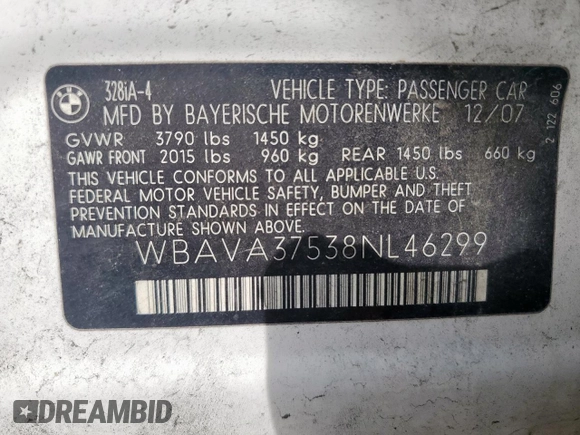 BMW
328iA-4 VEHICLE TYPE: PASSENGER CAR
MFD BY BAYERISCHE MOTORENWERKE 12/07
GVWR 3790 lbs 1450 kg
GAWR FRONT 2015 lbs 960 kg REAR 1450 lbs 660 kg
THIS VEHICLE CONFORMS TO ALL APPLICABLE U.S.
FEDERAL MOTOR VEHICLE SAFETY, BUMPER AND THEFT
PREVENTION STANDARDS IN EFFECT ON THE DATE OF
MANUFACTURE SHOWN ABOVE.
WBAVA37538NL46299
2 122 606
DREAMBID